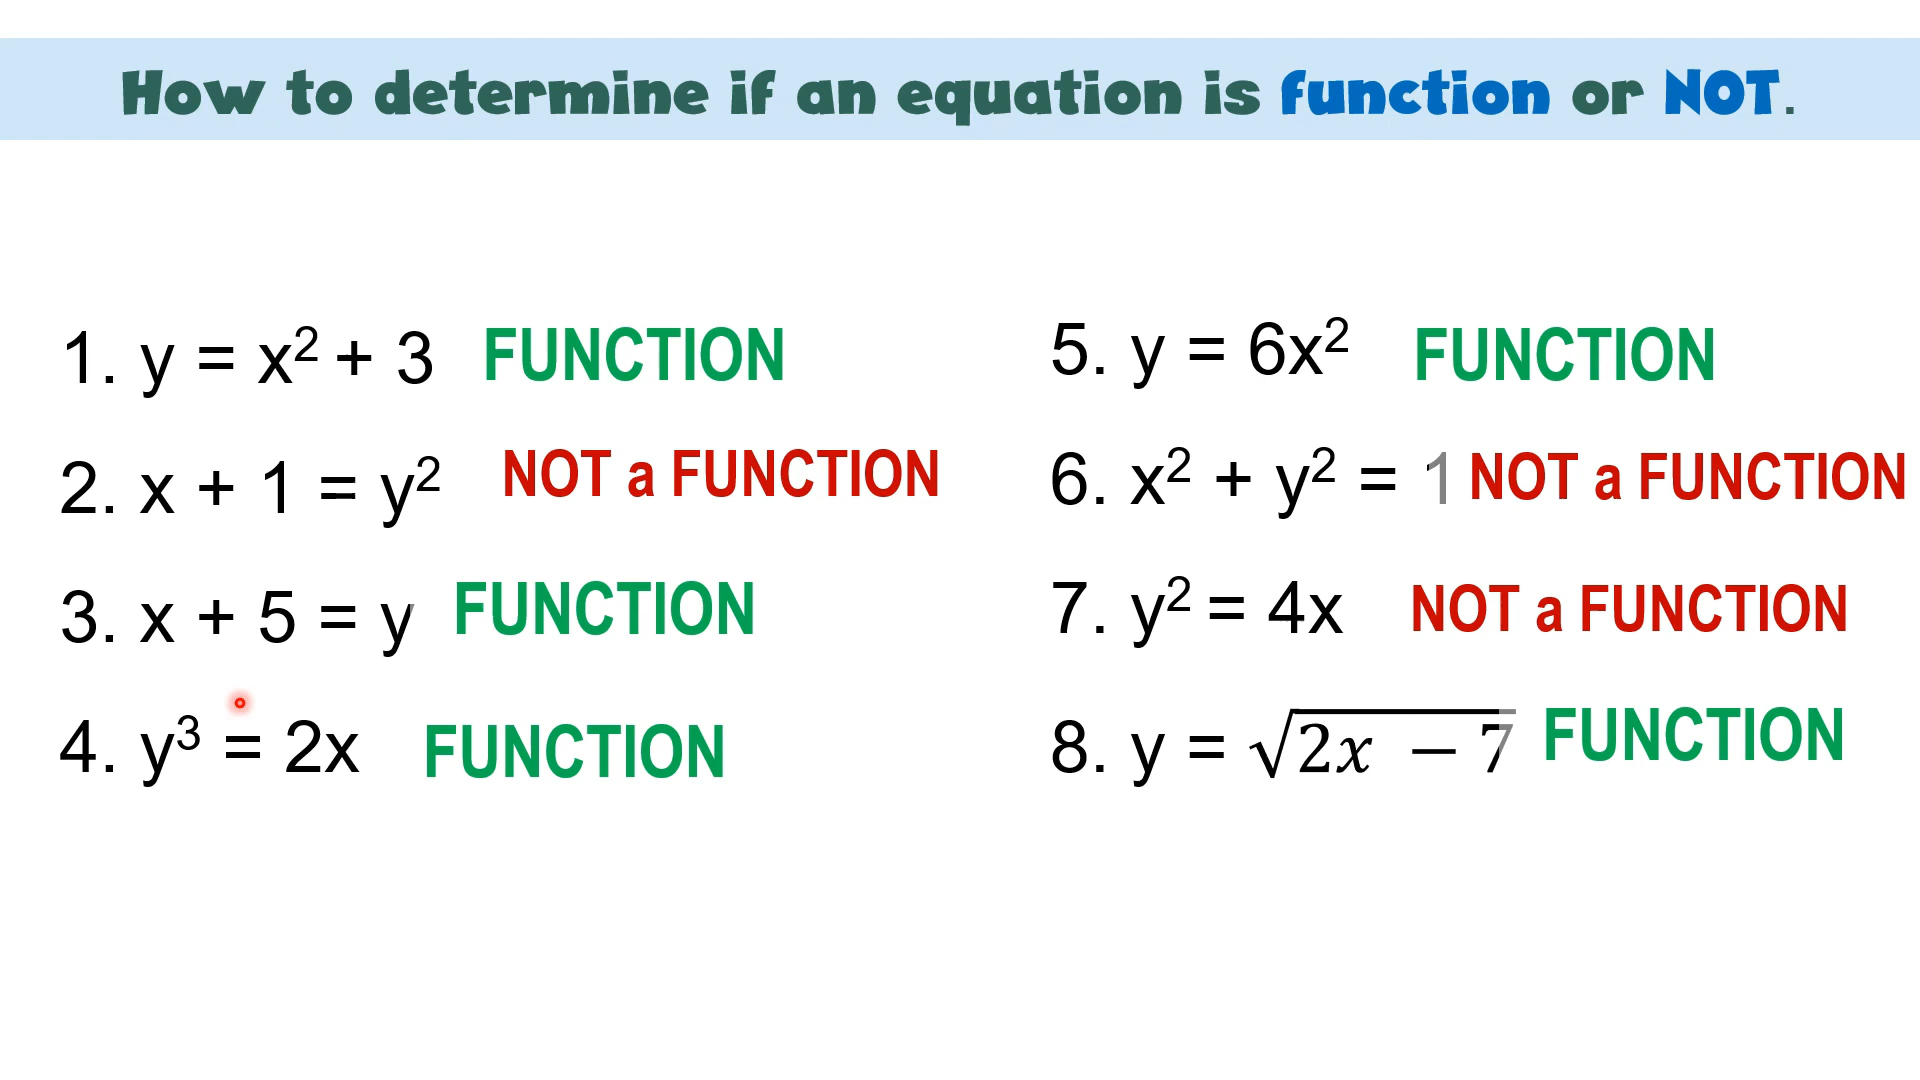 How to determine if an equation is function or NOT.
1. y = x² + 3 FUNCTION
2. x + 1 = y² NOT a FUNCTION
3. x + 5 = y FUNCTION
4. y³ = 2x FUNCTION
5. y = 6x² FUNCTION
6. x² + y² = 1 NOT a FUNCTION
7. y² = 4x NOT a FUNCTION
8. y = √2x − 7 FUNCTION